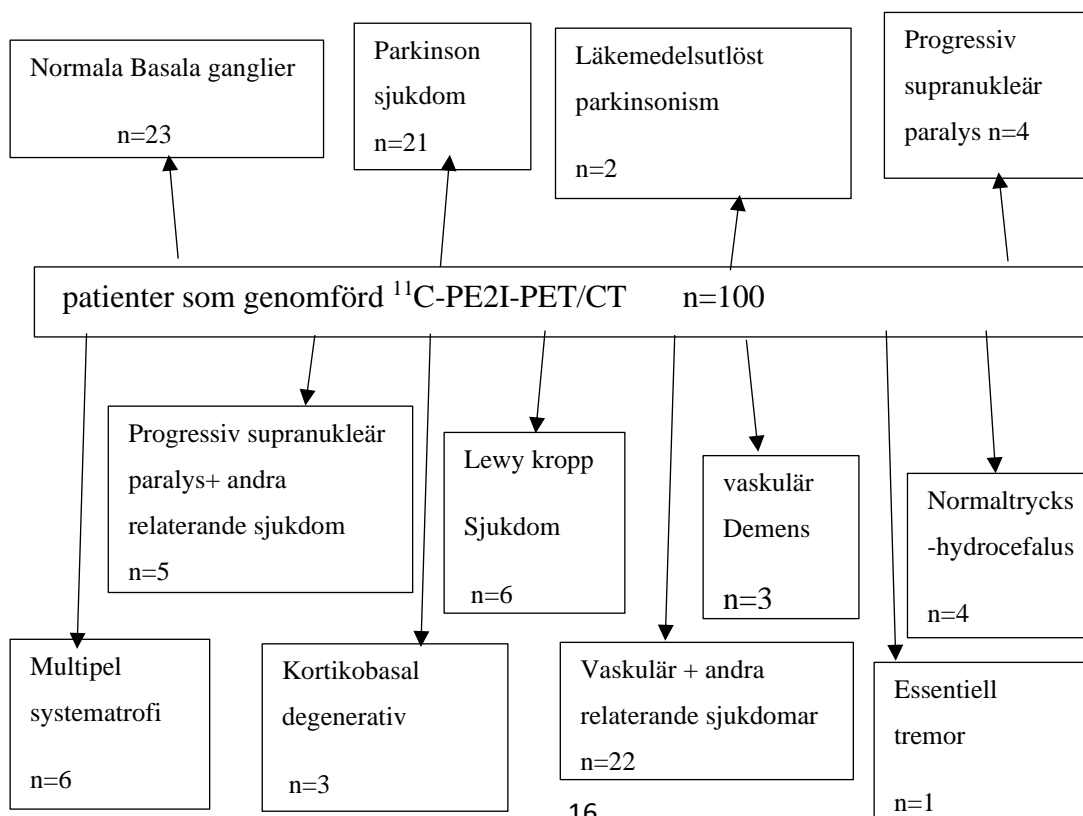 Normala Basala ganglier
n=23
Parkinson
sjukdom
n=21
Läkemedelsutlöst
parkinsonism
n=2
Progressiv
supranukleär
paralys n=4
patienter som genomförd ¹¹C-PE2I-PET/CT n=100
Progressiv supranukleär
paralys+ andra
relaterande sjukdom
n=5
Lewy kropp
Sjukdom
n=6
vaskulär
Demens
n=3
Normaltrycks
-hydrocefalus
n=4
Multipel
systematrofi
n=6
Kortikobasal
degenerativ
n=3
Vaskulär + andra
relaterande sjukdomar
n=22
Essentiell
tremor
n=1
16